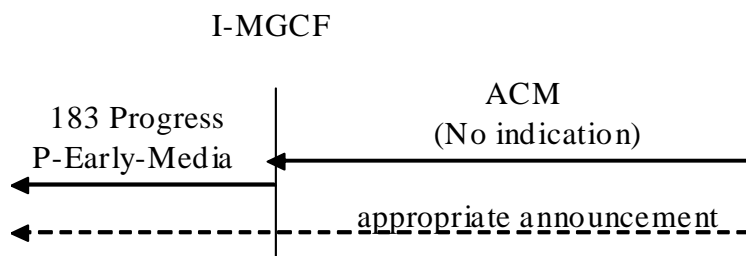 I-MGCF
ACM
183 Progress
(No indication)
P-Early-Media
appropriate announcement